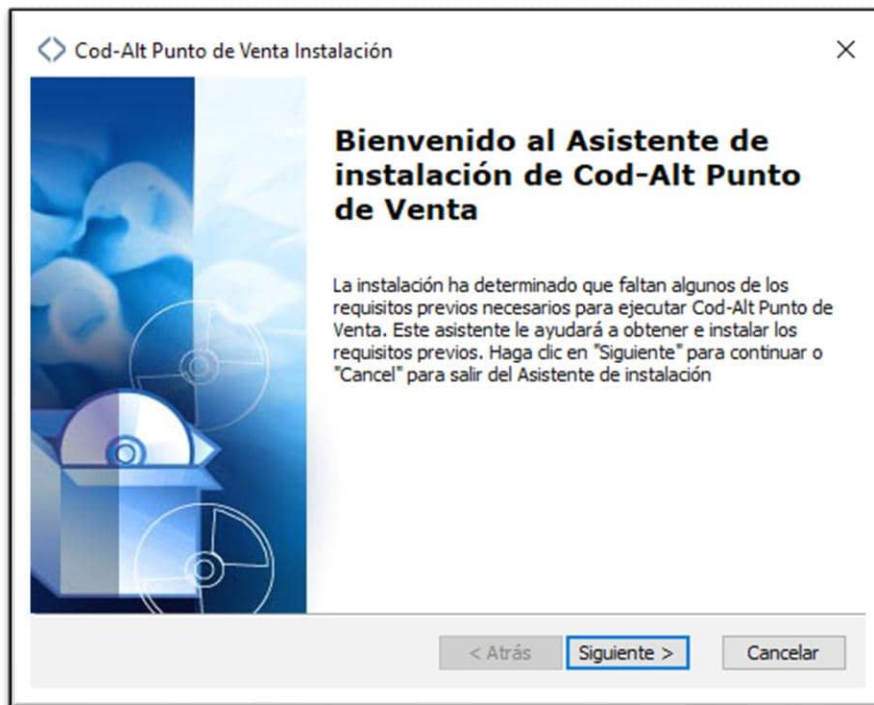 Cod-Alt Punto de Venta Instalación
Bienvenido al Asistente de
instalación de Cod-Alt Punto
de Venta
La instalación ha determinado que faltan algunos de los
requisitos previos necesarios para ejecutar Cod-Alt Punto de
Venta. Este asistente le ayudará a obtener e instalar los
requisitos previos. Haga clic en "Siguiente" para continuar o
"Cancel" para salir del Asistente de instalación
< Atrás
Siguiente >
Cancelar